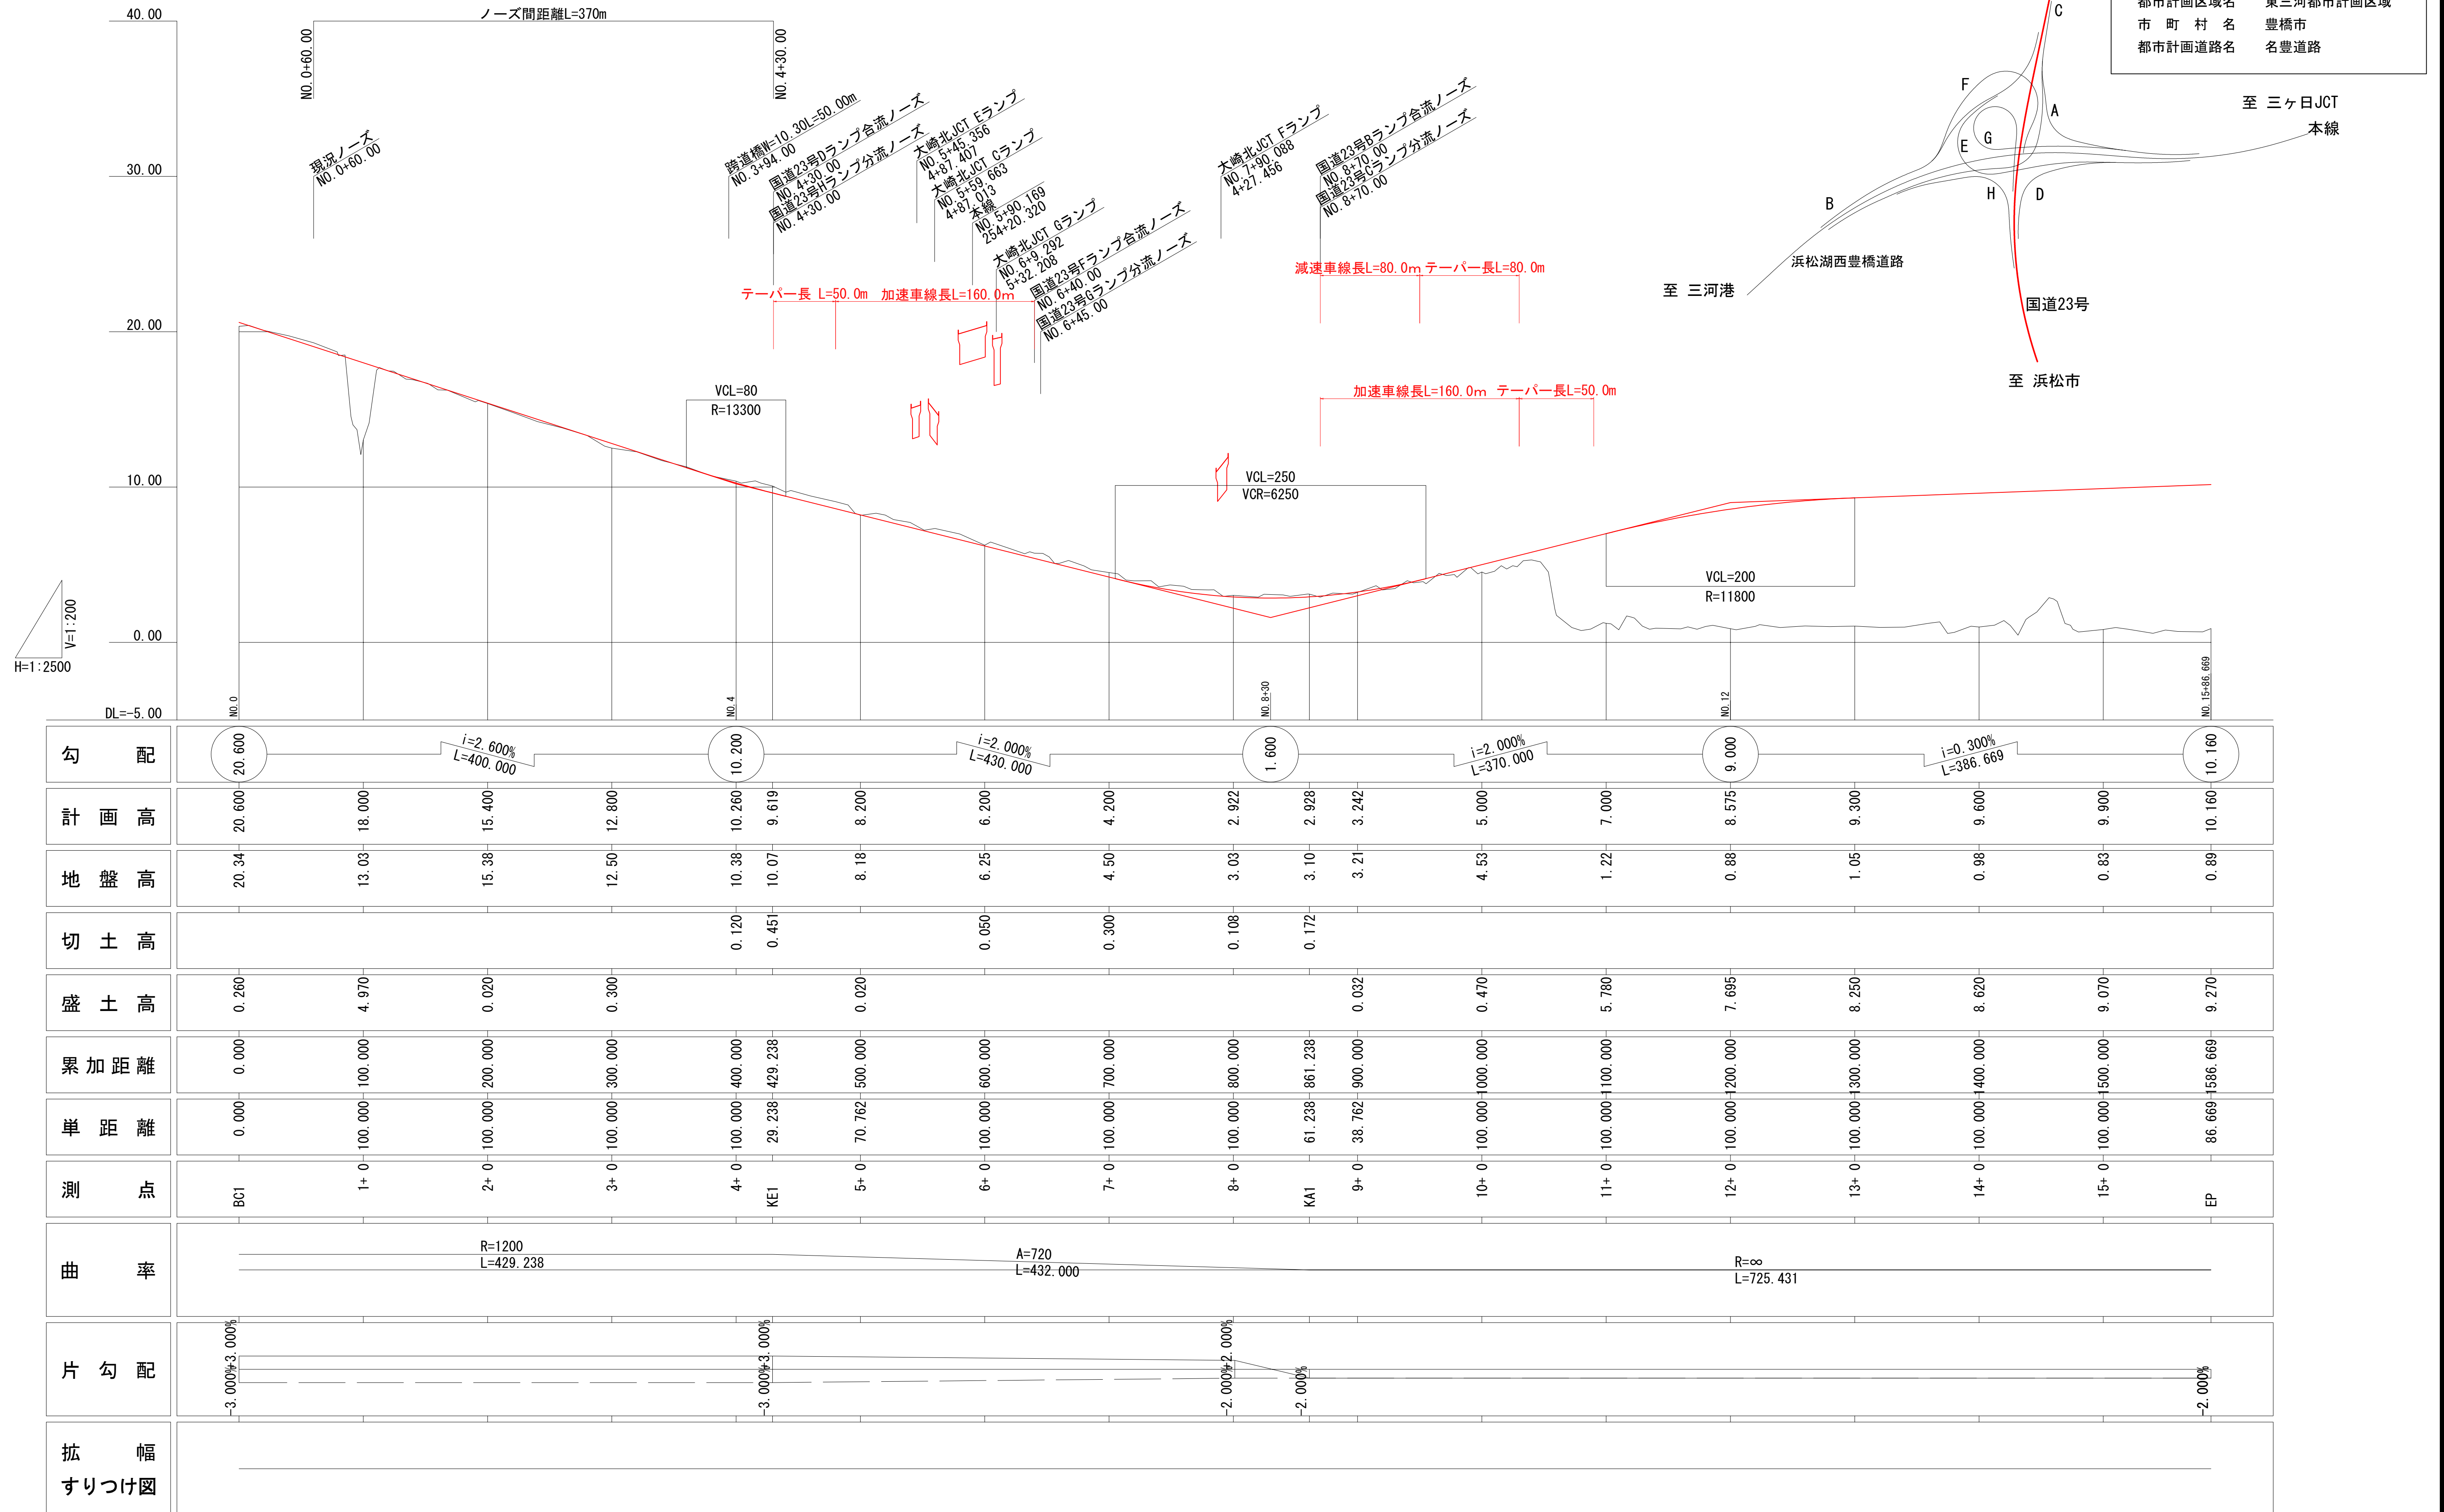 40.00
30.00
20.00
10.00
0.00
DL=-5.00
V=1:200
H=1:2500
ノーズ間距離L=370m
NO.0+60.00
NO.4+30.00
現況ノーズ
NO.0+60.00
跨道橋W=10.30L=50.00m
NO.3+94.00
国道23号Dランプ合流ノーズ
NO.4+30.00
国道23号Hランプ分流ノーズ
NO.4+30.00
大崎北JCT Eランプ
NO.5+45.356
4+87.407
大崎北JCT Cランプ
NO.5+59.663
4+87.013
本線
NO.5+90.169
254+20.320
大崎北JCT Gランプ
NO.6+9.292
5+32.208
国道23号Fランプ合流ノーズ
NO.6+40.00
国道23号Gランプ分流ノーズ
NO.6+45.00
大崎北JCT Fランプ
NO.7+90.088
4+27.456
国道23号Bランプ合流ノーズ
NO.8+70.00
国道23号Cランプ分流ノーズ
NO.8+70.00
テーパー長 L=50.0m 加速車線長L=160.0m
減速車線長L=80.0m テーパー長L=80.0m
加速車線長L=160.0m テーパー長L=50.0m
VCL=80
R=13300
VCL=250
VCR=6250
VCL=200
R=11800
都市計画区域名 東三河都市計画区域
市町村名 豊橋市
都市計画道路名 名豊道路
C
F
A
G
E
H
D
B
至 三ヶ日JCT
本線
浜松湖西豊橋道路
至 三河港
国道23号
至 浜松市
NO.0
NO.4
NO.8+30
NO.12
NO.15+86.669
勾配
20.600
i=2.600%
L=400.000
10.200
i=2.000%
L=430.000
1.600
i=2.000%
L=370.000
9.000
i=0.300%
L=386.669
10.160
計画高
20.600 18.000 15.400 12.800 10.260 9.619 8.200 6.200 4.200 2.922 2.928 3.242 5.000 7.000 8.575 9.300 9.600 9.900 10.160
地盤高
20.34 13.03 15.38 12.50 10.38 10.07 8.18 6.25 4.50 3.03 3.10 3.21 4.53 1.22 0.88 1.05 0.98 0.83 0.89
切土高
0.120 0.451 0.050 0.300 0.108 0.172
盛土高
0.260 4.970 0.020 0.300 0.020 0.032 0.470 5.780 7.695 8.250 8.620 9.070 9.270
累加距離
0.000 100.000 200.000 300.000 400.000 429.238 500.000 600.000 700.000 800.000 861.238 900.000 1000.000 1100.000 1200.000 1300.000 1400.000 1500.000 1586.669
単距離
0.000 100.000 100.000 100.000 100.000 29.238 70.762 100.000 100.000 100.000 61.238 38.762 100.000 100.000 100.000 100.000 100.000 100.000 86.669
測点
BC1 1+ 0 2+ 0 3+ 0 4+ 0 KE1 5+ 0 6+ 0 7+ 0 8+ 0 KA1 9+ 0 10+ 0 11+ 0 12+ 0 13+ 0 14+ 0 15+ 0 EP
曲率
R=1200
L=429.238
A=720
L=432.000
R=∞
L=725.431
片勾配
-3.000%+3.000% -3.000%+3.000% -2.000%+2.000% -2.000% -2.000%
拡幅
すりつけ図